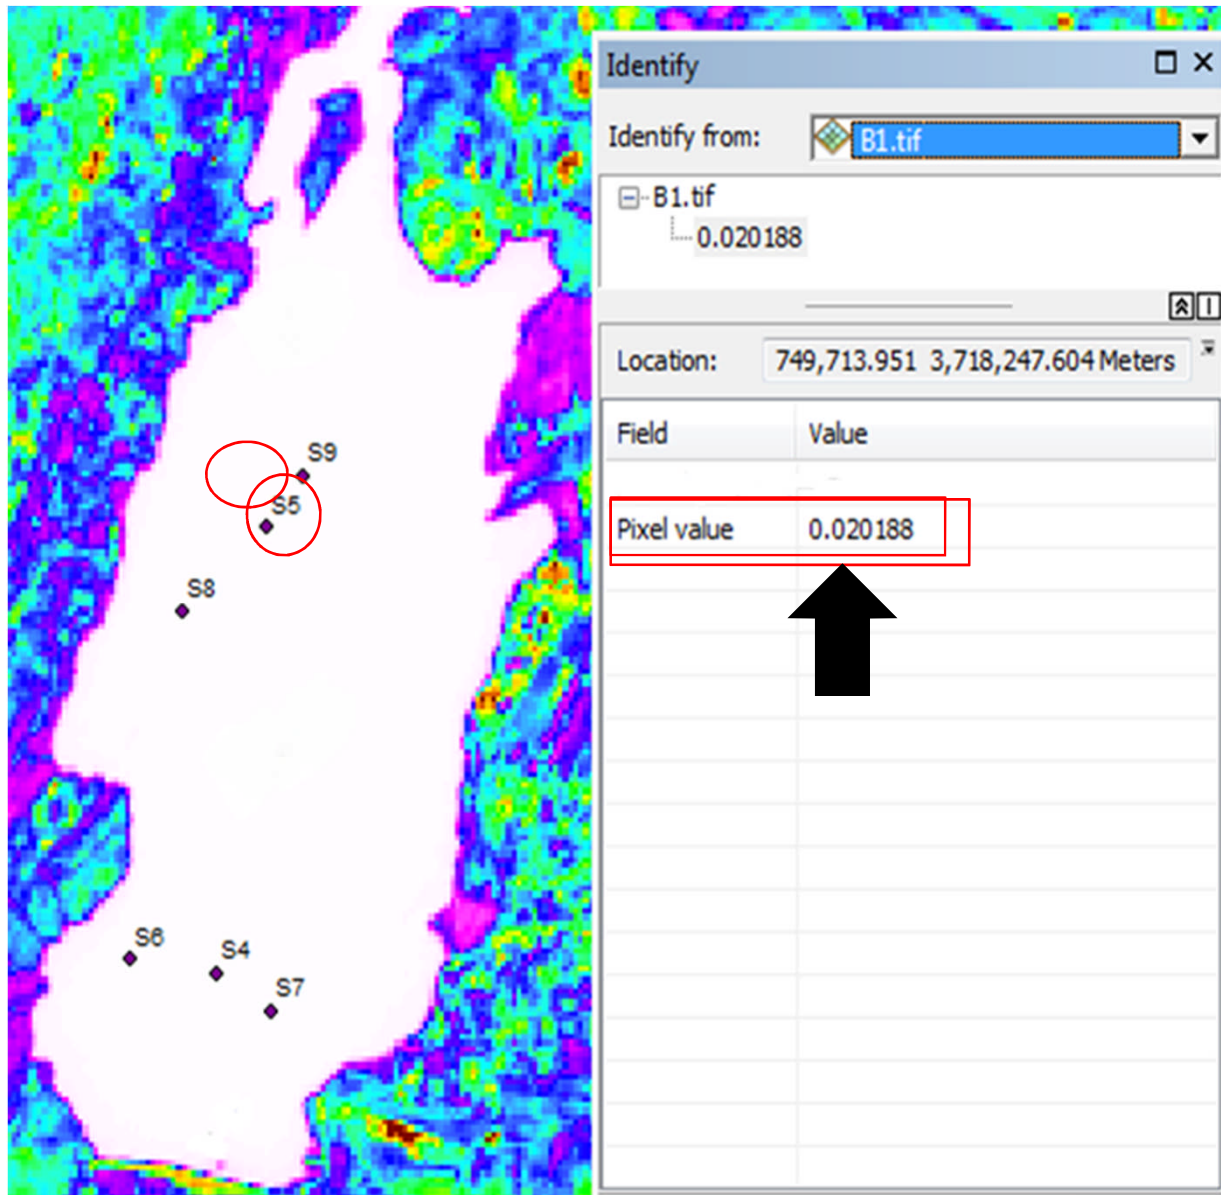 S9
S5
S8
S6
S4
S7
Identify
Identify from: B1.tif
B1.tif
0.020188
Location: 749,713.951 3,718,247.604 Meters
Field Value
Pixel value 0.020188